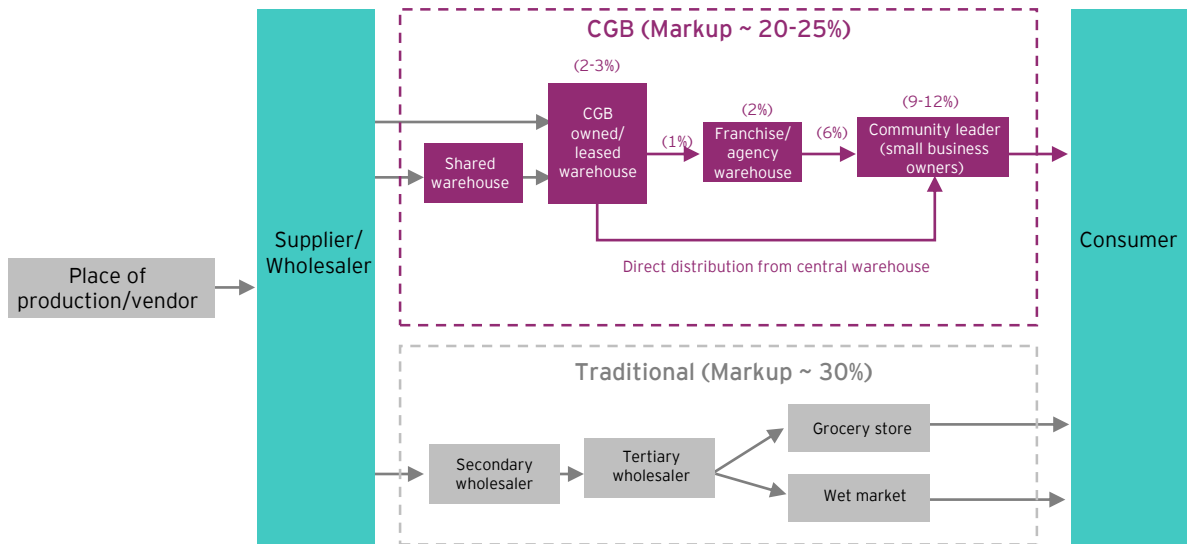 Place of
production/vendor
Supplier/
Wholesaler
CGB (Markup ~ 20-25%)
Shared
warehouse
(2-3%)
CGB
owned/
leased
warehouse
(1%)
(2%)
Franchise/
agency
warehouse
(6%)
(9-12%)
Community leader
(small business
owners)
Direct distribution from central warehouse
Traditional (Markup ~ 30%)
Secondary
wholesaler
Tertiary
wholesaler
Grocery store
Wet market
Consumer